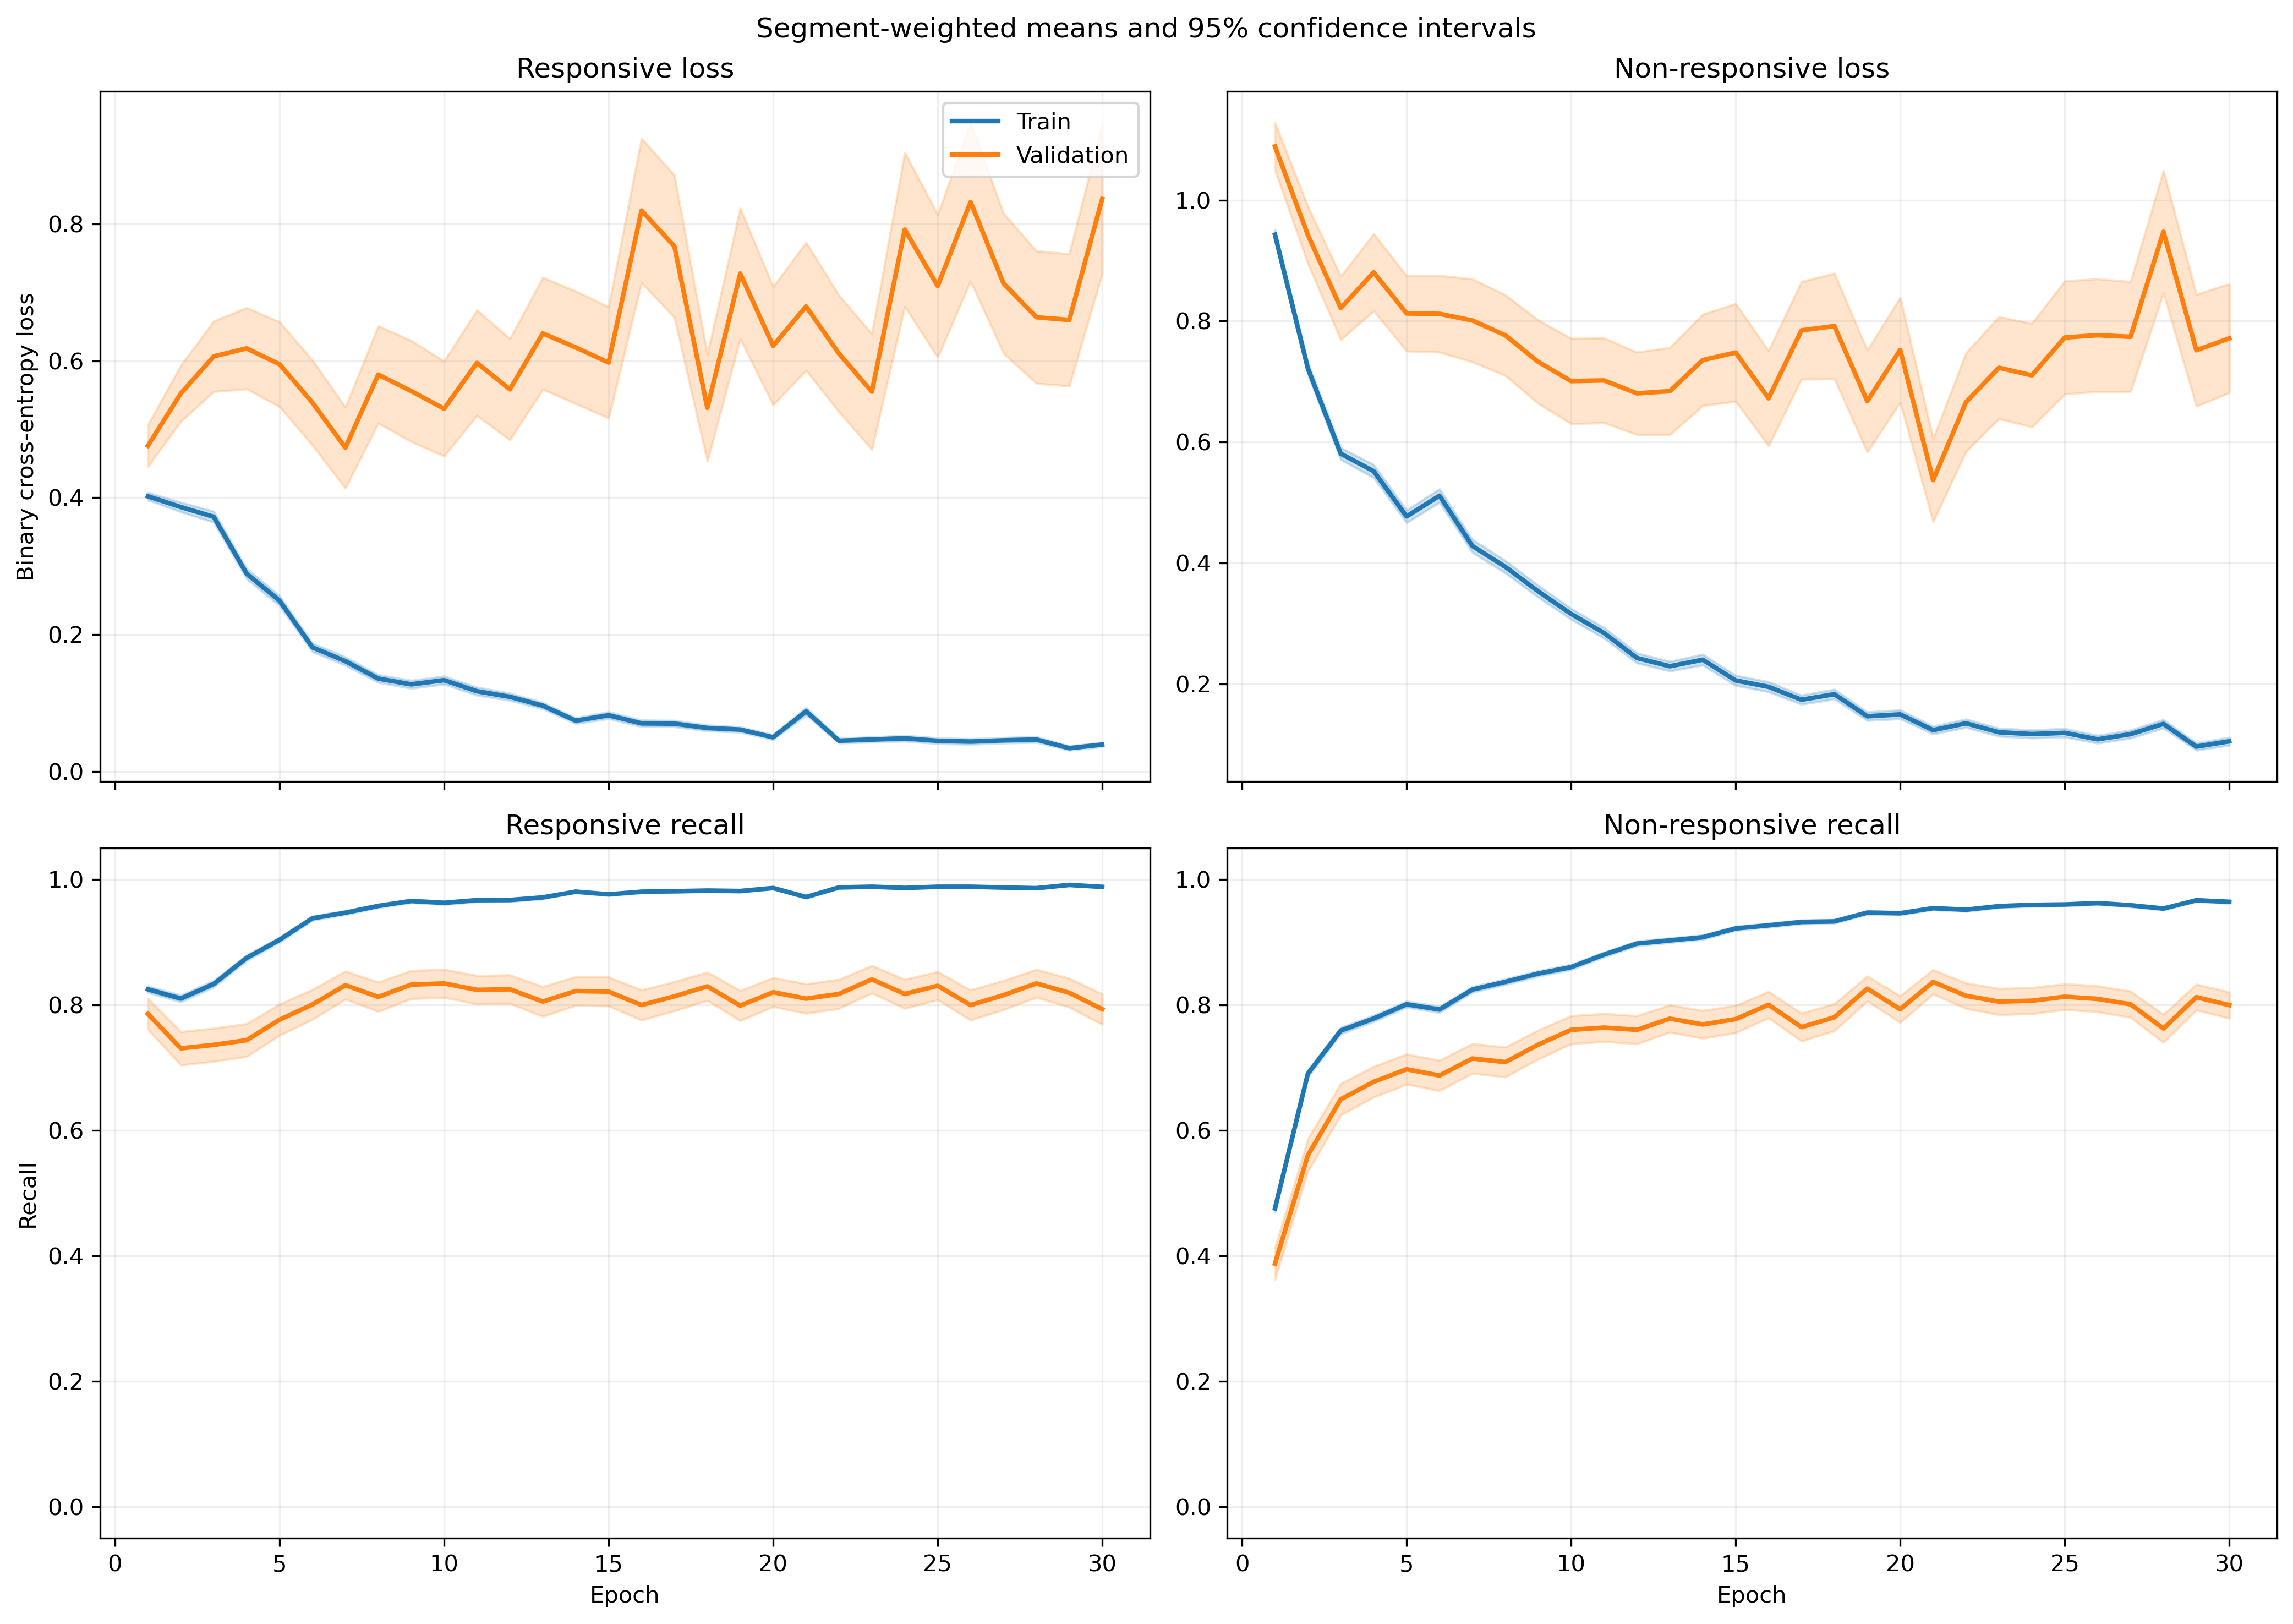 Segment-weighted means and 95% confidence intervals
Responsive loss
Non-responsive loss
Binary cross-entropy loss
0.8
0.6
0.4
0.2
0.0
Train
Validation
1.0
0.8
0.6
0.4
0.2
Responsive recall
Non-responsive recall
Recall
1.0
0.8
0.6
0.4
0.2
0.0
0 5 10 15 20 25 30
Epoch
1.0
0.8
0.6
0.4
0.2
0.0
0 5 10 15 20 25 30
Epoch